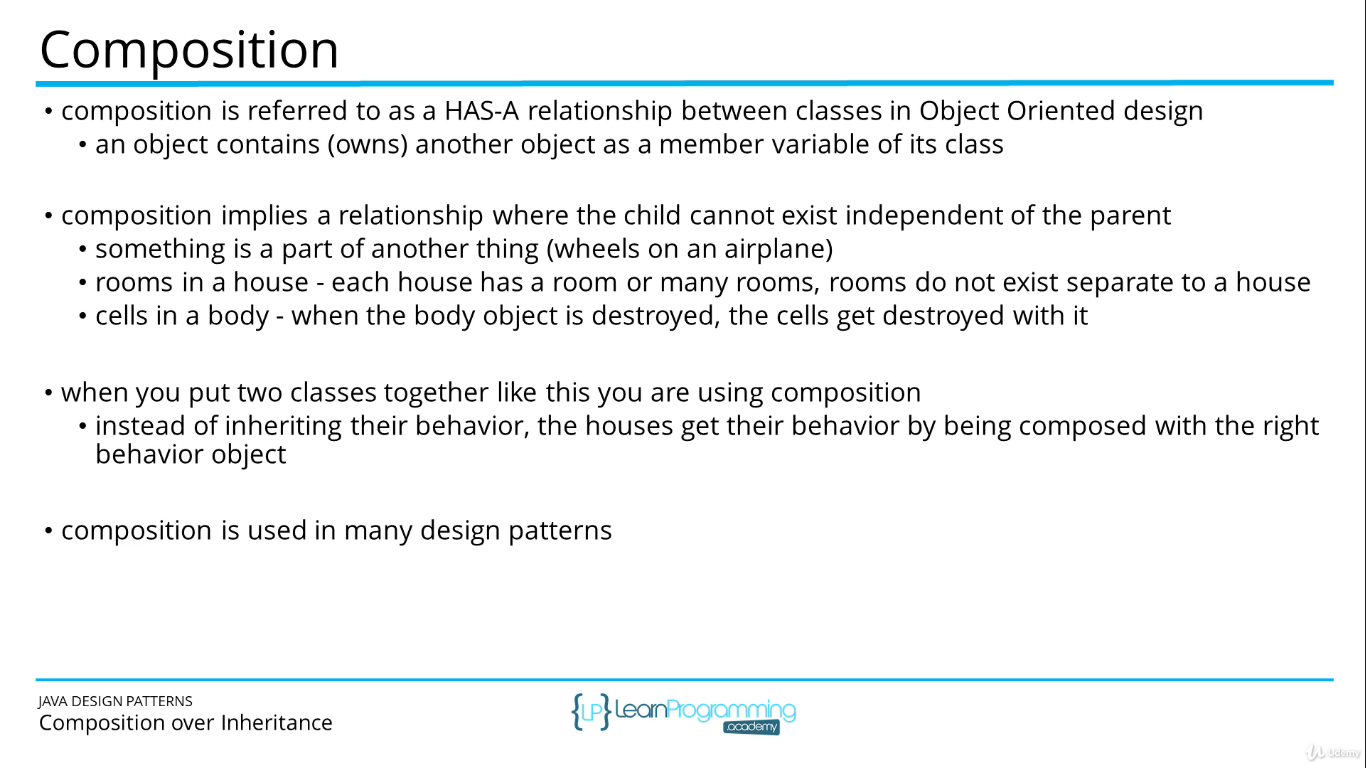 Composition
• composition is referred to as a HAS-A relationship between classes in Object Oriented design
• an object contains (owns) another object as a member variable of its class
• composition implies a relationship where the child cannot exist independent of the parent
• something is a part of another thing (wheels on an airplane)
• rooms in a house - each house has a room or many rooms, rooms do not exist separate to a house
• cells in a body - when the body object is destroyed, the cells get destroyed with it
• when you put two classes together like this you are using composition
• instead of inheriting their behavior, the houses get their behavior by being composed with the right
behavior object
• composition is used in many design patterns
JAVA DESIGN PATTERNS
Composition over Inheritance
{LP} LearnProgramming
.academy
Udemy